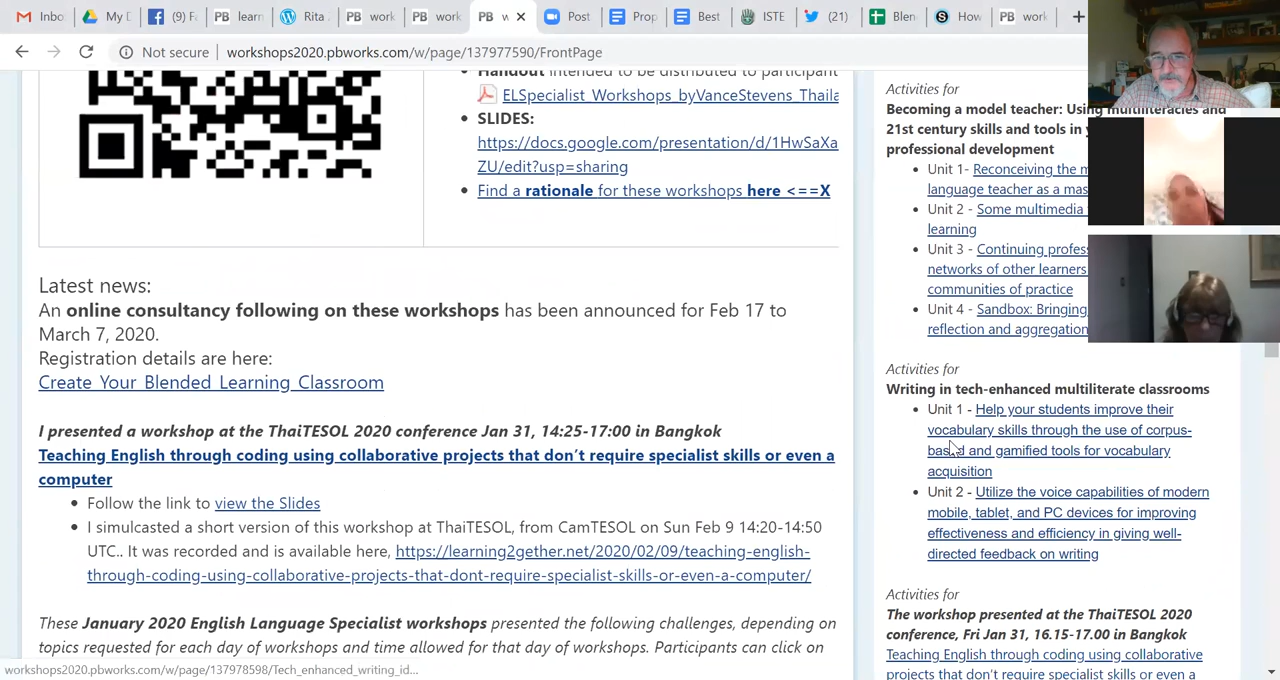 Inbo
My D
(9) F
learn
Rita
work
work
w
Post
Prop
Best
ISTE
(21)
Blen
How
work
Not secure
workshops2020.pbworks.com/w/page/137977590/FrontPage
Handout intended to be distributed to participant
ELSpecialist_Workshops_byVanceStevens_Thaila
SLIDES:
https://docs.google.com/presentation/d/1HwSaXa
ZU/edit?usp=sharing
Find a rationale for these workshops here <==X
Latest news:
An online consultancy following on these workshops has been announced for Feb 17 to
March 7, 2020.
Registration details are here:
Create Your Blended Learning Classroom
I presented a workshop at the ThaiTESOL 2020 conference Jan 31, 14:25-17:00 in Bangkok
Teaching English through coding using collaborative projects that don't require specialist skills or even a
computer
Follow the link to view the Slides
I simulcasted a short version of this workshop at ThaiTESOL, from CamTESOL on Sun Feb 9 14:20-14:50
UTC.. It was recorded and is available here, https://learning2gether.net/2020/02/09/teaching-english-
through-coding-using-collaborative-projects-that-dont-require-specialist-skills-or-even-a-computer/
These January 2020 English Language Specialist workshops presented the following challenges, depending on
topics requested for each day of workshops and time allowed for that day of workshops. Participants can click on
workshops2020.pbworks.com/w/page/137978598/Tech_enhanced_writing_id...
Activities for
Becoming a model teacher: Using multiliteracies and
21st century skills and tools in y
professional development
Unit 1- Reconceiving the m
language teacher as a mas
Unit 2 - Some multimedia
learning
Unit 3 - Continuing profes
networks of other learners
communities of practice
Unit 4 - Sandbox: Bringing
reflection and aggregation
Activities for
Writing in tech-enhanced multiliterate classrooms
Unit 1 - Help your students improve their
vocabulary skills through the use of corpus-
based and gamified tools for vocabulary
acquisition
Unit 2 - Utilize the voice capabilities of modern
mobile, tablet, and PC devices for improving
effectiveness and efficiency in giving well-
directed feedback on writing
Activities for
The workshop presented at the ThaiTESOL 2020
conference, Fri Jan 31, 16.15-17.00 in Bangkok
Teaching English through coding using collaborative
projects that don't require specialist skills or even a